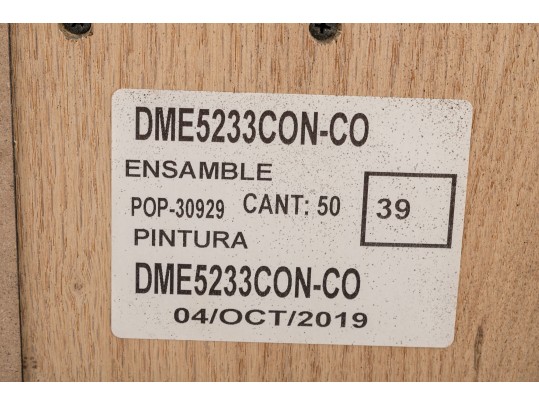 DME5233CON-CO
ENSAMBLE
POP-30929 CANT: 50 39
PINTURA
DME5233CON-CO
04/OCT/2019